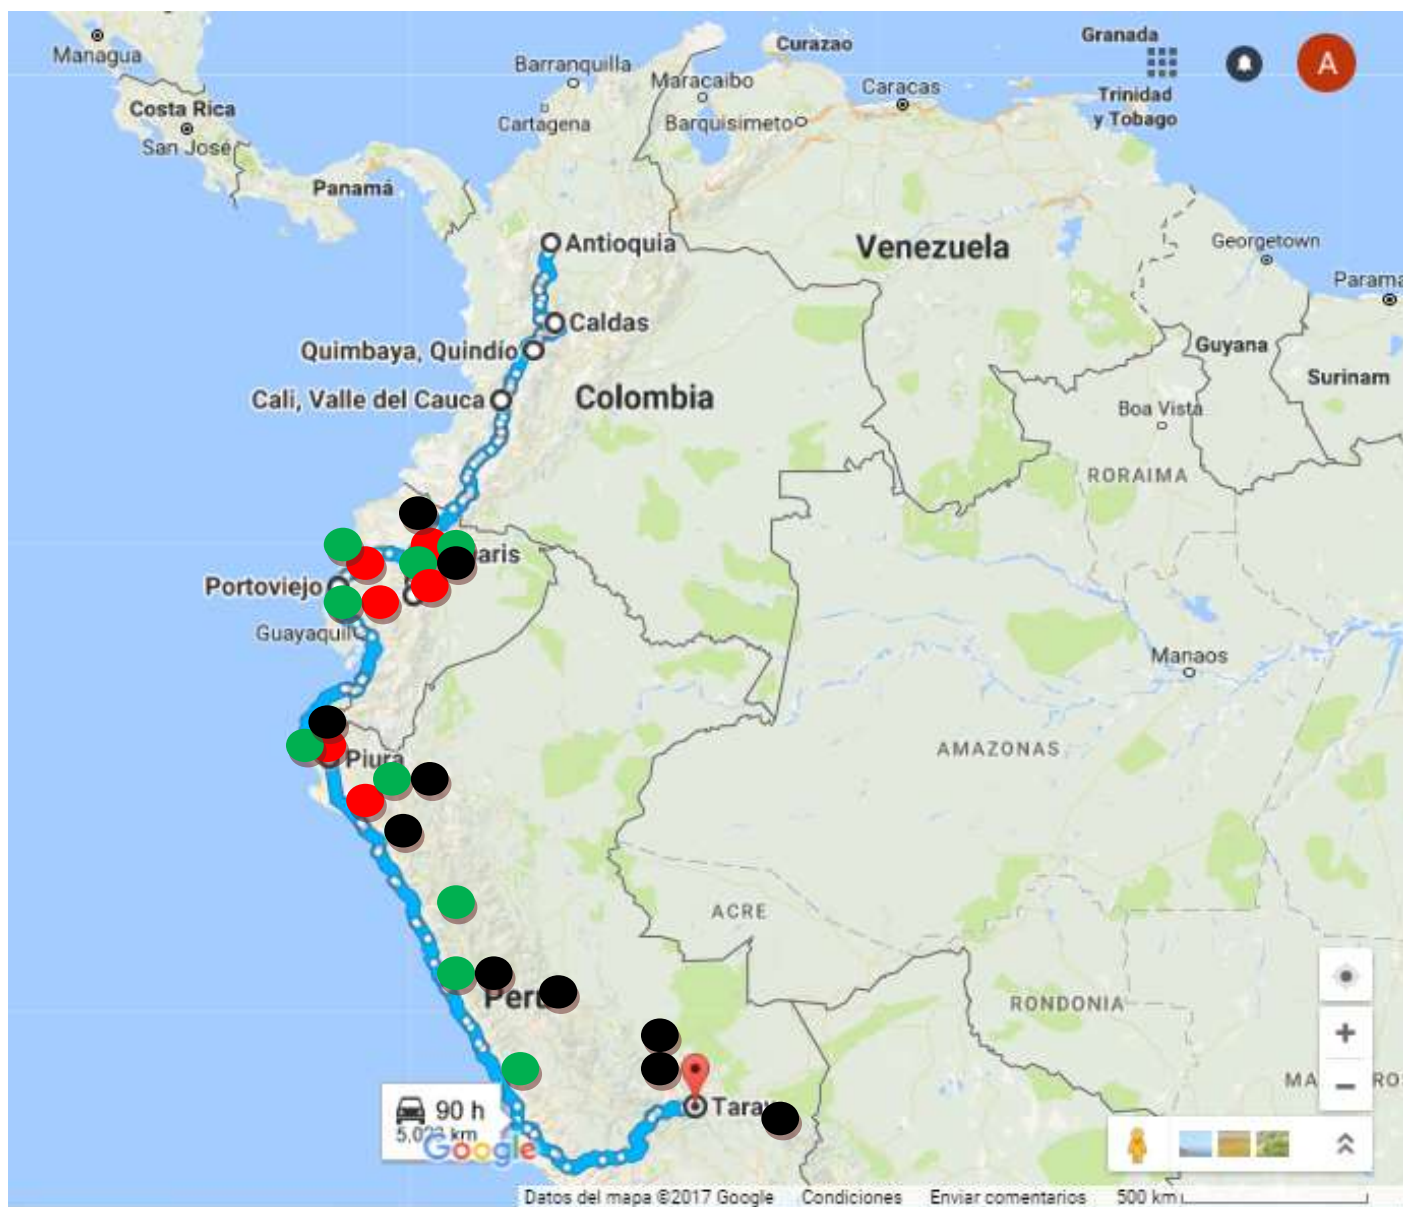 Managua
Costa Rica
San José
Panamá
Barranquilla
Cartagena
Maracaibo
Barquisimeto
Curazao
Caracas
Granada
A
Trinidad
y Tobago
Antioquia
Venezuela
Georgetown
Caldas
Quimbaya, Quindío
Guyana
Surinam
Cali, Valle del Cauca
Colombia
Boa Vista
RORAIMA
Portoviejo
Guayaquil
Manaos
Piura
AMAZONAS
ACRE
RONDONIA
90 h
km
Google
Datos del mapa ©2017 Google
Condiciones
Enviar comentarios
500 km